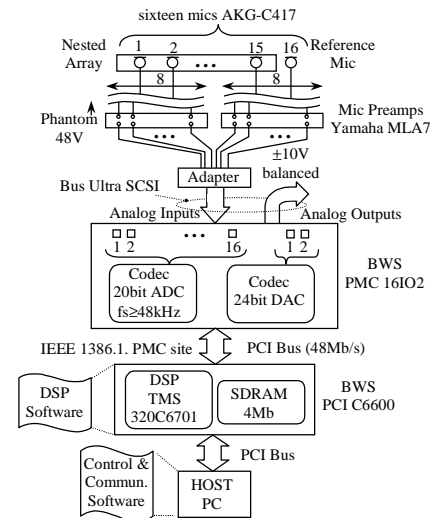 sixteen mics AKG-C417
Nested Array
1 2 ••• 15 16
Reference Mic
8 8
Phantom 48V
••• •••
Mic Preamps
Yamaha MLA7
±10V balanced
Adapter
Bus Ultra SCSI
Analog Inputs
Analog Outputs
•••
1 2 16 1 2
Codec
20bit ADC
fs≥48kHz
Codec
24bit DAC
BWS
PMC 16IO2
IEEE 1386.1. PMC site
PCI Bus (48Mb/s)
DSP
Software
DSP
TMS
320C6701
SDRAM
4Mb
BWS
PCI C6600
PCI Bus
Control &
Commun.
Software
HOST
PC